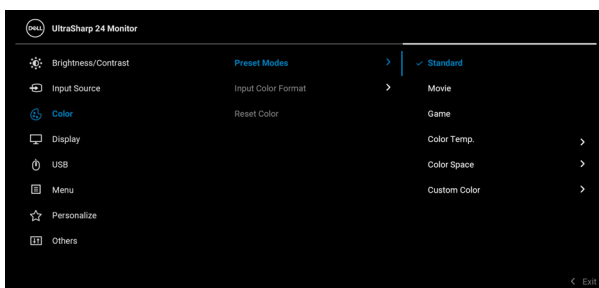 DELL UltraSharp 24 Monitor
Brightness/Contrast
Input Source
Color
Display
USB
Menu
Personalize
Others
Preset Modes
Input Color Format
Reset Color
Standard
Movie
Game
Color Temp.
Color Space
Custom Color
Exit